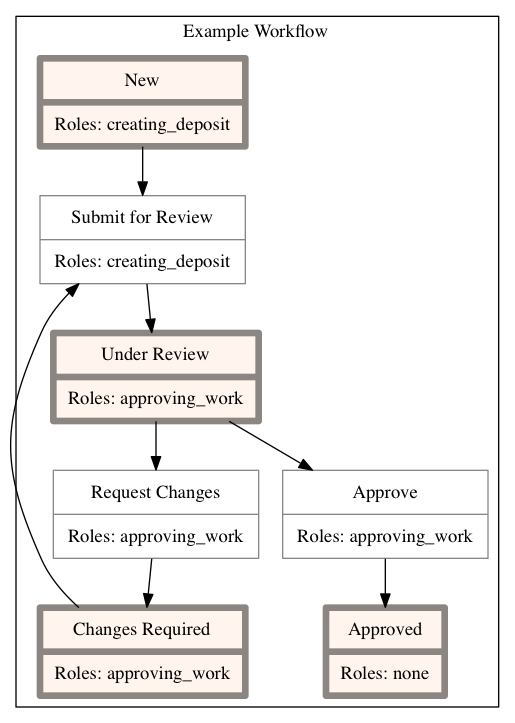 Example Workflow
New
Roles: creating_deposit
Submit for Review
Roles: creating_deposit
Under Review
Roles: approving_work
Request Changes
Roles: approving_work
Approve
Roles: approving_work
Changes Required
Roles: approving_work
Approved
Roles: none